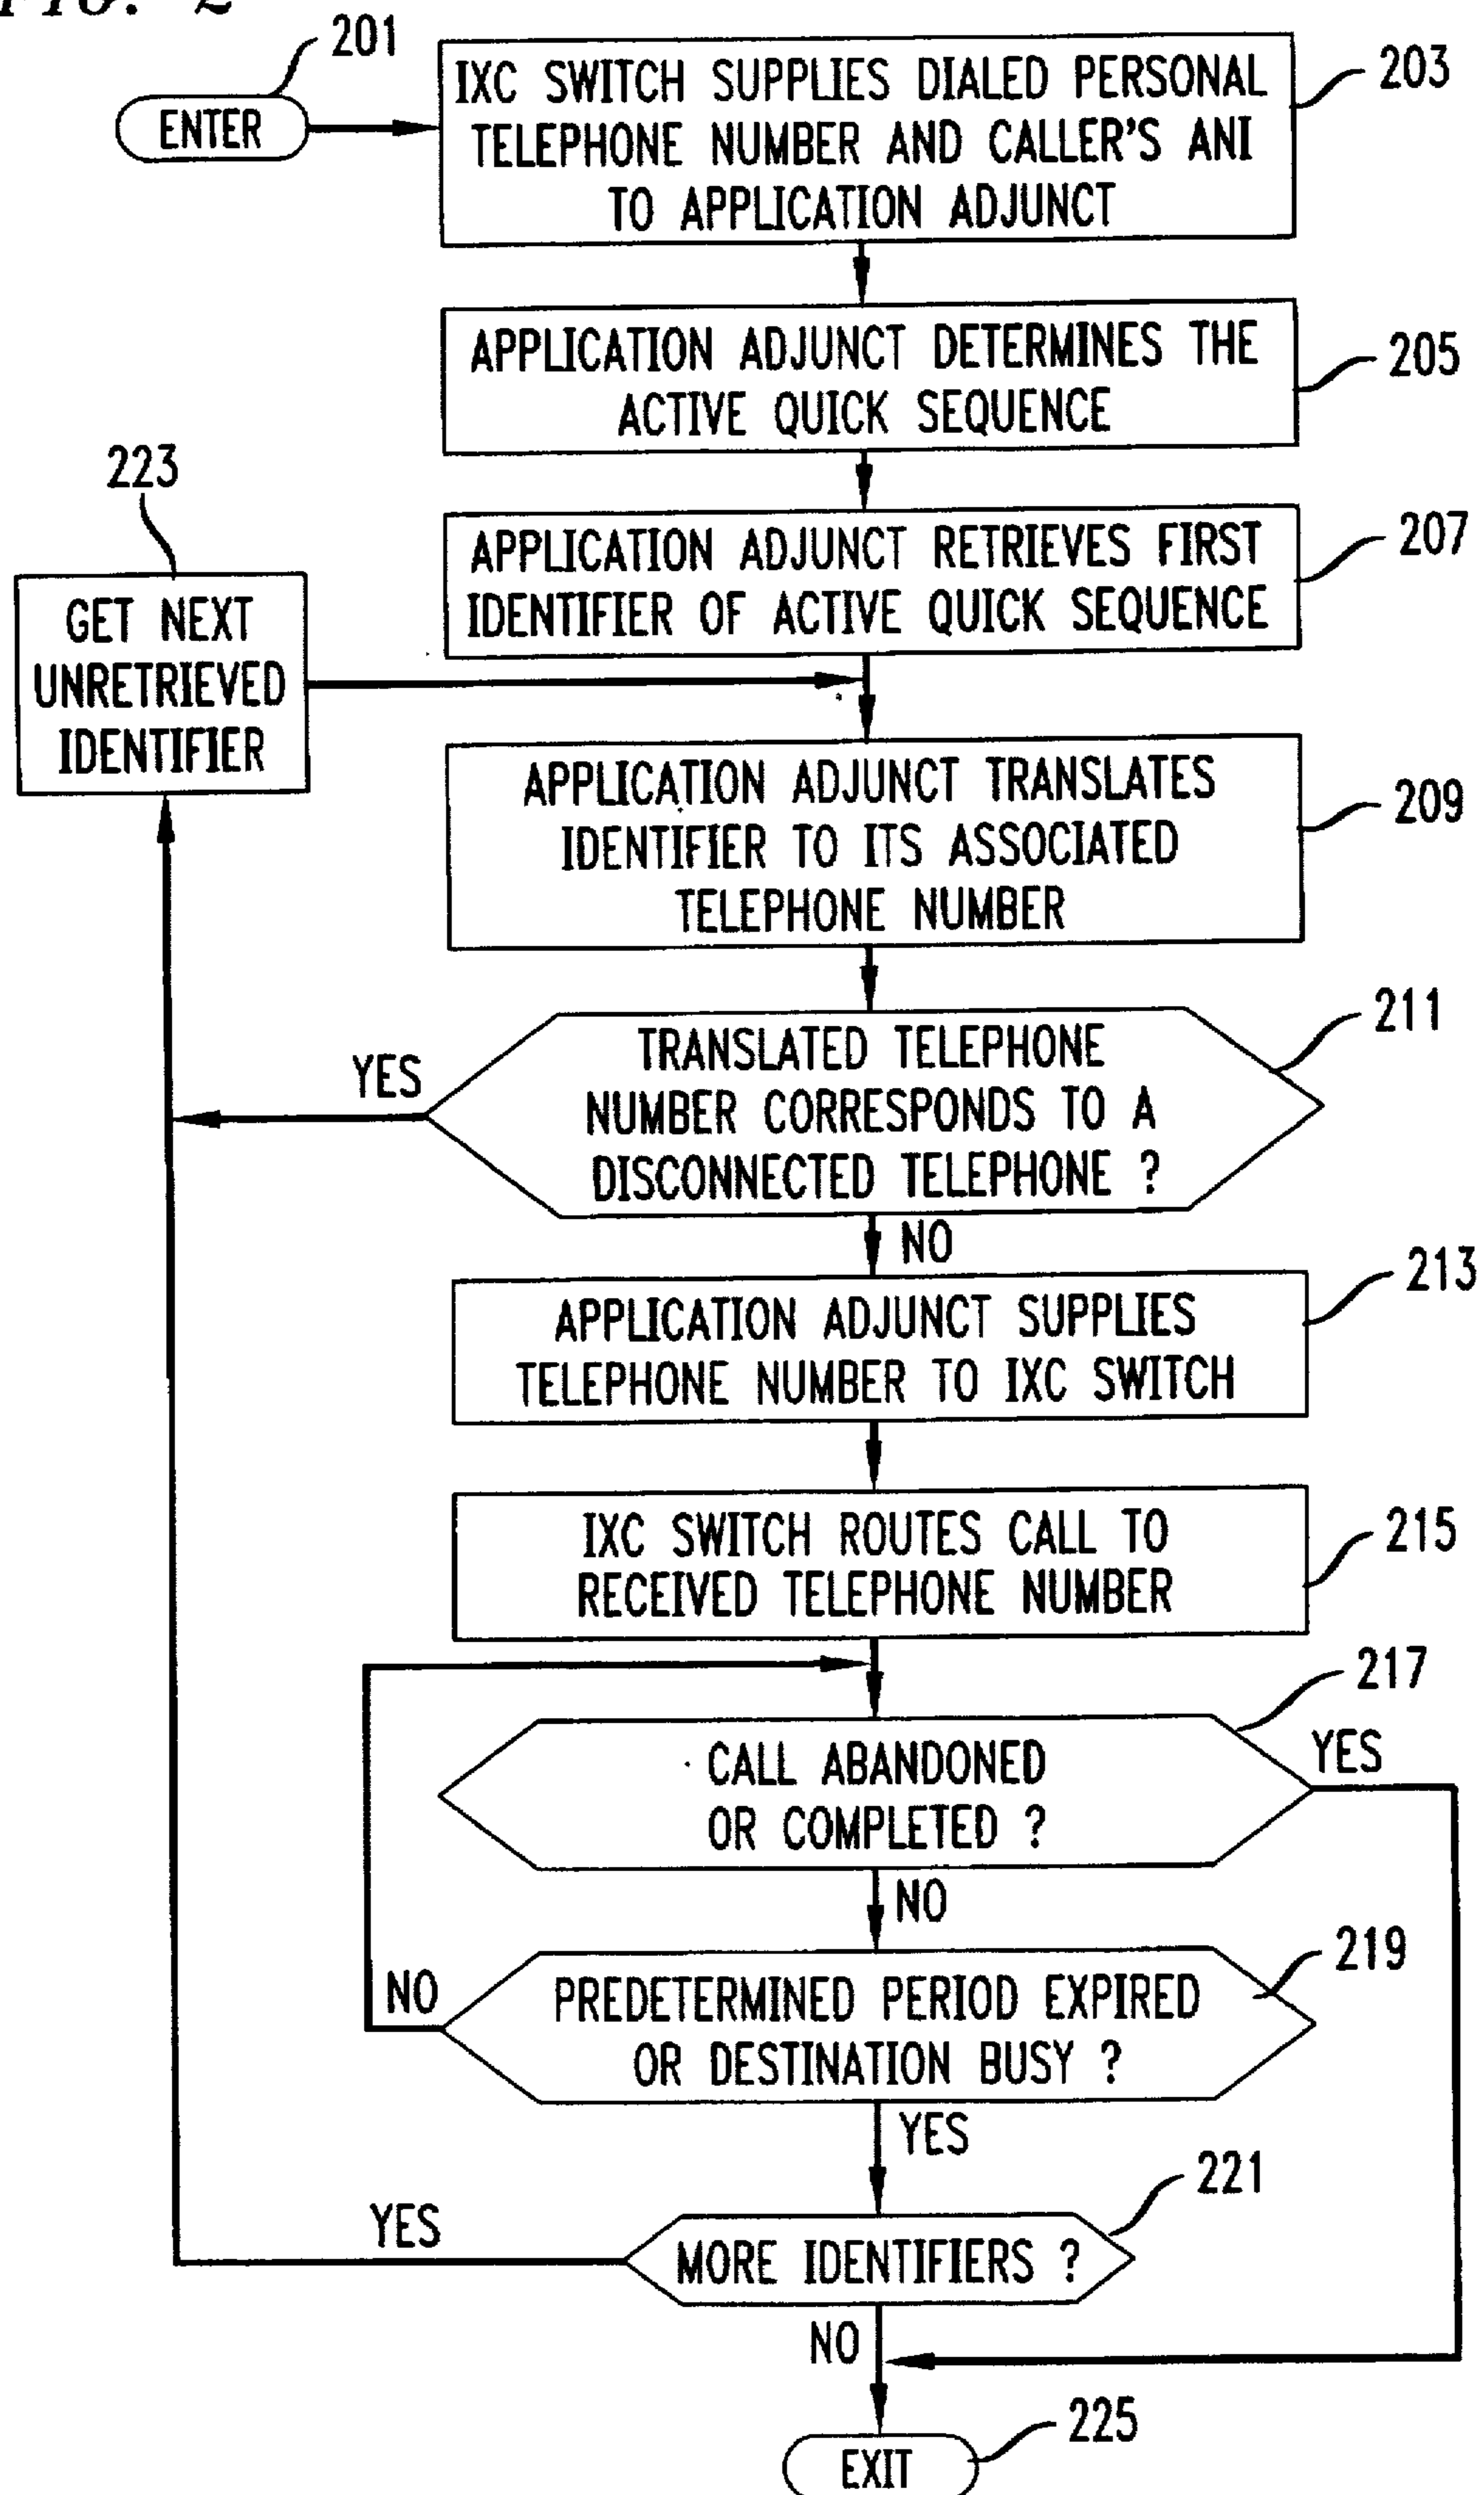 FIG. 2
201
ENTER
IXC SWITCH SUPPLIES DIALED PERSONAL
TELEPHONE NUMBER AND CALLER'S ANI
TO APPLICATION ADJUNCT
203
APPLICATION ADJUNCT DETERMINES THE
ACTIVE QUICK SEQUENCE
205
223
GET NEXT
UNRETRIEVED
IDENTIFIER
APPLICATION ADJUNCT RETRIEVES FIRST
IDENTIFIER OF ACTIVE QUICK SEQUENCE
207
APPLICATION ADJUNCT TRANSLATES
IDENTIFIER TO ITS ASSOCIATED
TELEPHONE NUMBER
209
YES
TRANSLATED TELEPHONE
NUMBER CORRESPONDS TO A
DISCONNECTED TELEPHONE ?
211
NO
APPLICATION ADJUNCT SUPPLIES
TELEPHONE NUMBER TO IXC SWITCH
213
IXC SWITCH ROUTES CALL TO
RECEIVED TELEPHONE NUMBER
215
217
CALL ABANDONED
OR COMPLETED ?
YES
NO
219
NO
PREDETERMINED PERIOD EXPIRED
OR DESTINATION BUSY ?
YES
221
YES
MORE IDENTIFIERS ?
NO
225
EXIT